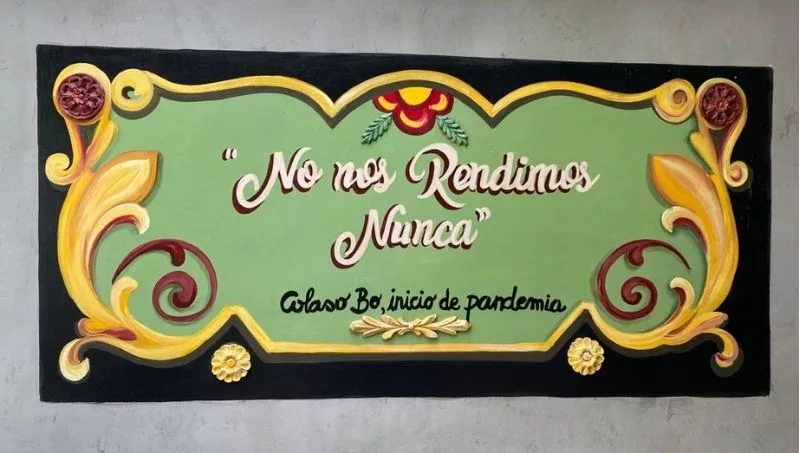 "No nos Rendimos
Nunca"
Colaso Bo, inicio de pandemia